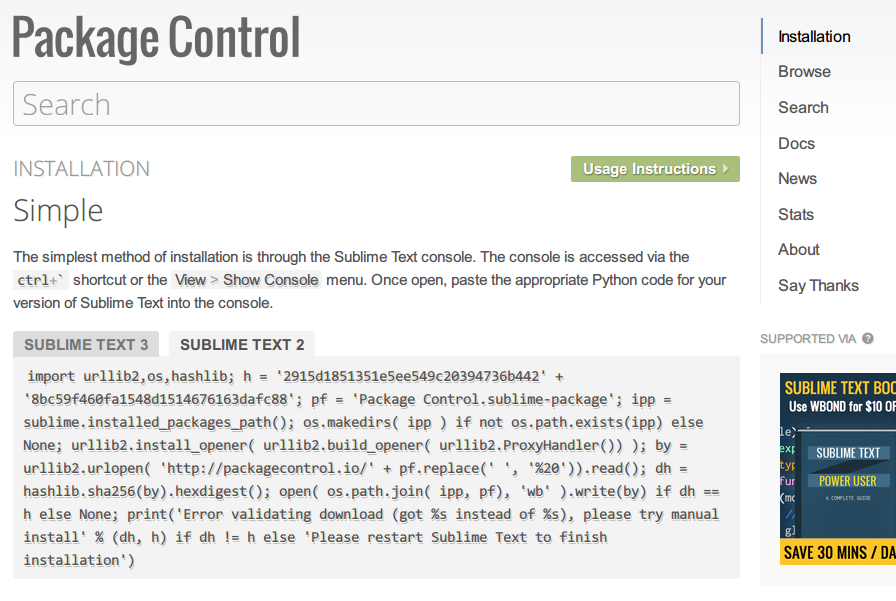 Package Control
Search
INSTALLATION
Usage Instructions
Simple
The simplest method of installation is through the Sublime Text console. The console is accessed via the
ctrl+` shortcut or the View > Show Console menu. Once open, paste the appropriate Python code for your
version of Sublime Text into the console.
SUBLIME TEXT 3 SUBLIME TEXT 2
import urllib2,os,hashlib; h = '2915d1851351e5ee549c20394736b442' +
'8bc59f460fa1548d1514676163dafc88'; pf = 'Package Control.sublime-package'; ipp =
sublime.installed_packages_path(); os.makedirs( ipp ) if not os.path.exists(ipp) else
None; urllib2.install_opener( urllib2.build_opener( urllib2.ProxyHandler()) ); by =
urllib2.urlopen( 'http://packagecontrol.io/' + pf.replace(' ', '%20')).read(); dh =
hashlib.sha256(by).hexdigest(); open( os.path.join( ipp, pf), 'wb' ).write(by) if dh ==
h else None; print('Error validating download (got %s instead of %s), please try manual
install' % (dh, h) if dh != h else 'Please restart Sublime Text to finish
installation')
Installation
Browse
Search
Docs
News
Stats
About
Say Thanks
SUPPORTED VIA ?
SUBLIME TEXT BOO
Use WBOND for $10 OF
SUBLIME TEXT
POWER USER
A COMPLETE GUIDE
SAVE 30 MINS / DA